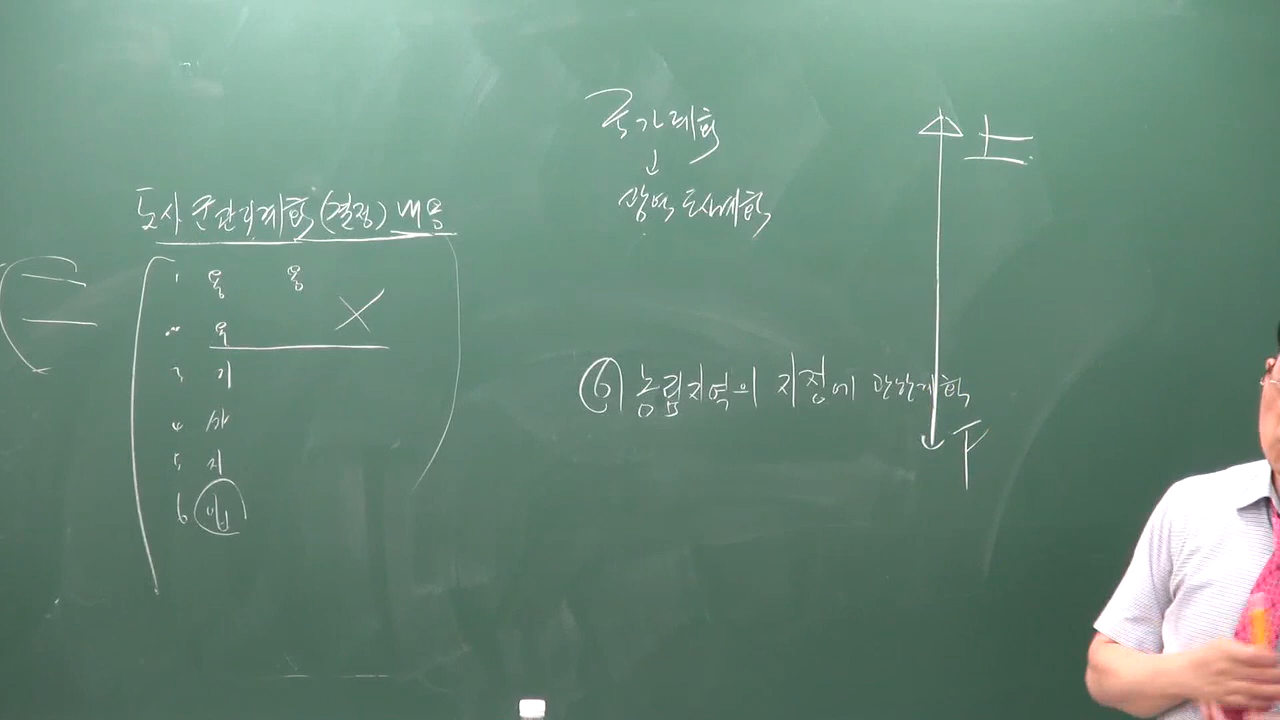 도시군관리계획(결정) 내용
1 용 용
2 용
3 기
4 사
5 지
6 입
국가계획
↓
광역도시계획
⑥ 농림지역의 지정에 관한계획
上
下